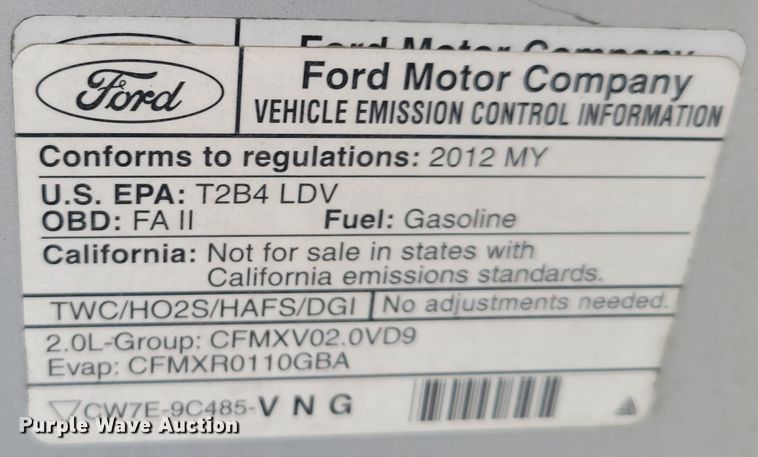 Ford Motor Company
Ford
Ford Motor Company
VEHICLE EMISSION CONTROL INFORMATION
Conforms to regulations: 2012 MY
U.S. EPA: T2B4 LDV
OBD: FA II Fuel: Gasoline
California: Not for sale in states with
California emissions standards.
TWC/HO2S/HAFS/DGI No adjustments needed.
2.0L-Group: CFMXV02.0VD9
Evap: CFMXR0110GBA
CW7E-9C485-VNG
Purple Wave Auction